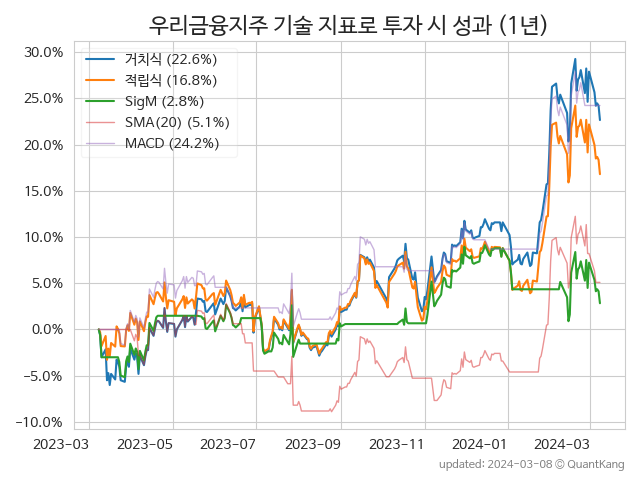 우리금융지주 기술 지표로 투자 시 성과 (1년)
거치식 (22.6%)
적립식 (16.8%)
SigM (2.8%)
SMA(20) (5.1%)
MACD (24.2%)
30.0%
25.0%
20.0%
15.0%
10.0%
5.0%
0.0%
−5.0%
−10.0%
2023-03 2023-05 2023-07 2023-09 2023-11 2024-01 2024-03
updated: 2024-03-08 © QuantKang